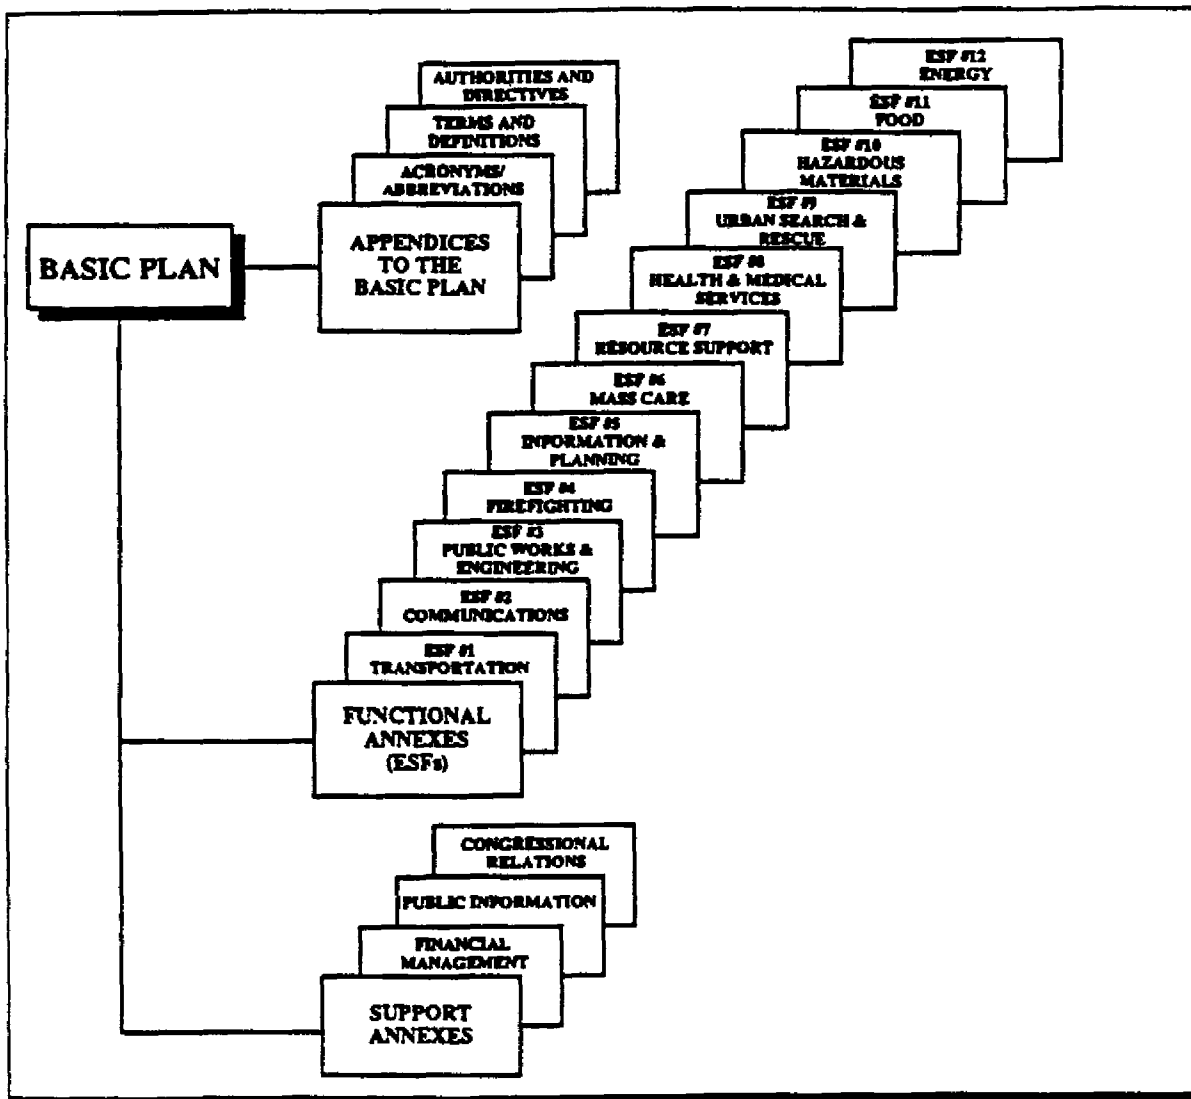 BASIC PLAN
AUTHORITIES AND
DIRECTIVES
TERMS AND
DEFINITIONS
ACRONYMS/
ABBREVIATIONS
APPENDICES
TO THE
BASIC PLAN
ESF #12
ENERGY
ESF #11
FOOD
ESF #10
HAZARDOUS
MATERIALS
ESF #9
URBAN SEARCH &
RESCUE
ESF #8
HEALTH & MEDICAL
SERVICES
ESF #7
RESOURCE SUPPORT
ESF #6
MASS CARE
ESF #5
INFORMATION &
PLANNING
ESF #4
FIREFIGHTING
ESF #3
PUBLIC WORKS &
ENGINEERING
ESF #2
COMMUNICATIONS
ESF #1
TRANSPORTATION
FUNCTIONAL
ANNEXES
(ESFs)
CONGRESSIONAL
RELATIONS
PUBLIC INFORMATION
FINANCIAL
MANAGEMENT
SUPPORT
ANNEXES